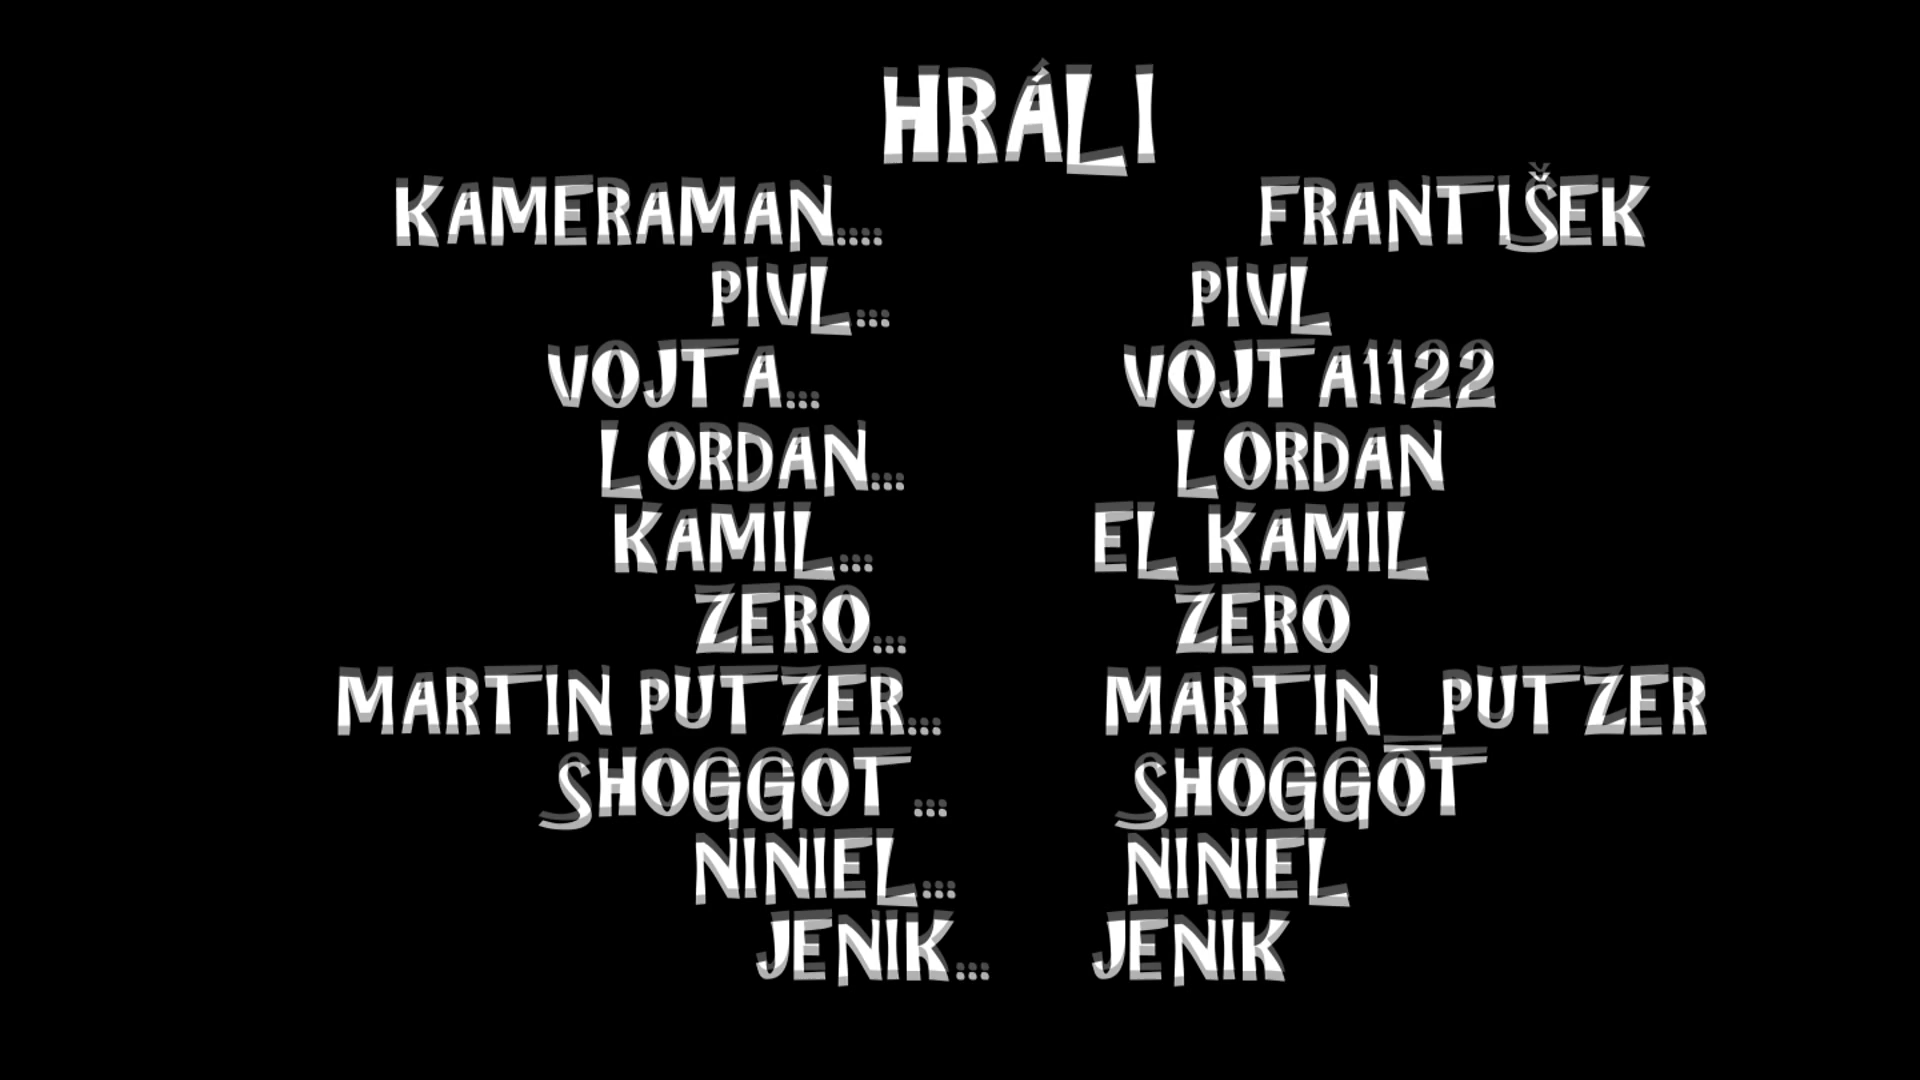 HRÁLI
KAMERAMAN.... FRANTIŠEK
PIVL... PIVL
VOJTA... VOJTA1122
LORDAN... LORDAN
KAMIL... EL KAMIL
ZERO... ZERO
MARTIN PUTZER... MARTIN_PUTZER
SHOGGOT ... SHOGGOT
NINIEL... NINIEL
JENIK... JENIK